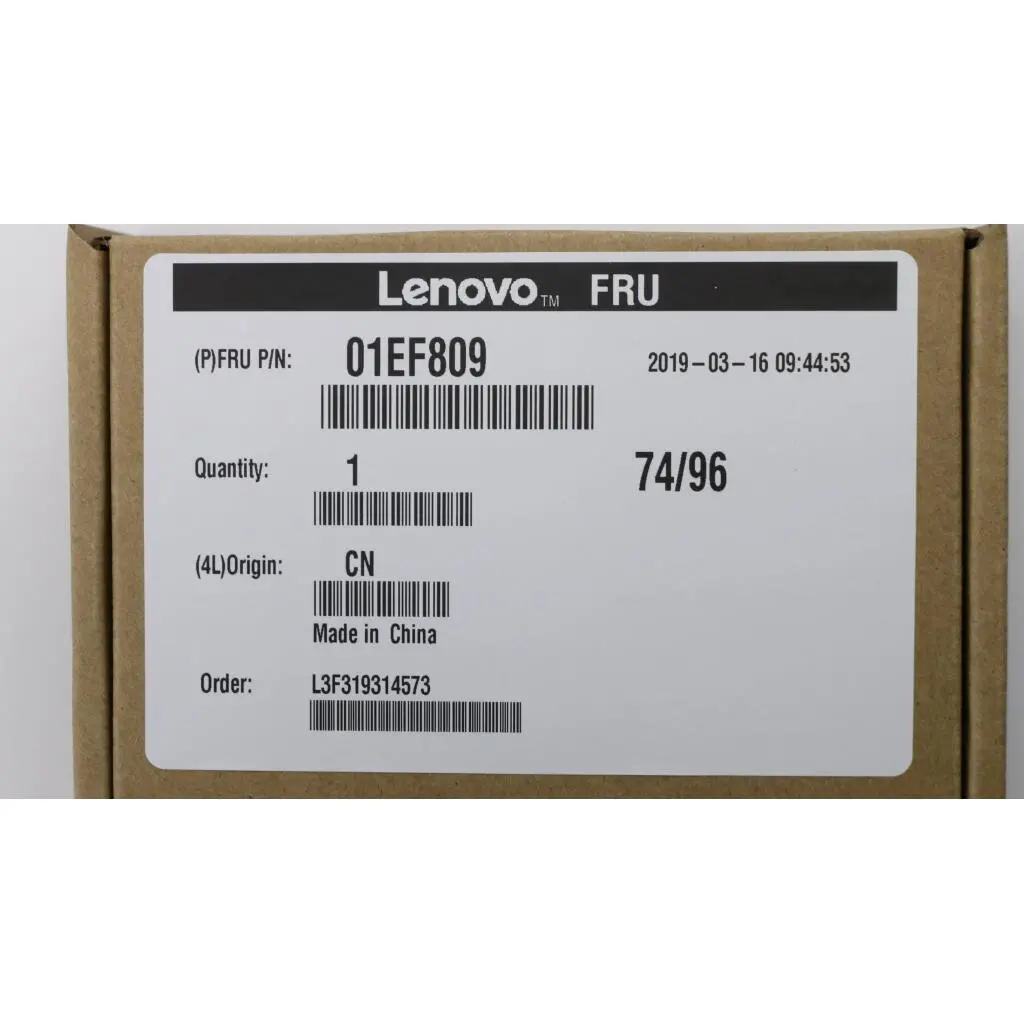 Lenovo™ FRU
(P)FRU P/N: 01EF809 2019-03-16 09:44:53
Quantity: 1 74/96
(4L)Origin: CN
Made in China
Order: L3F319314573